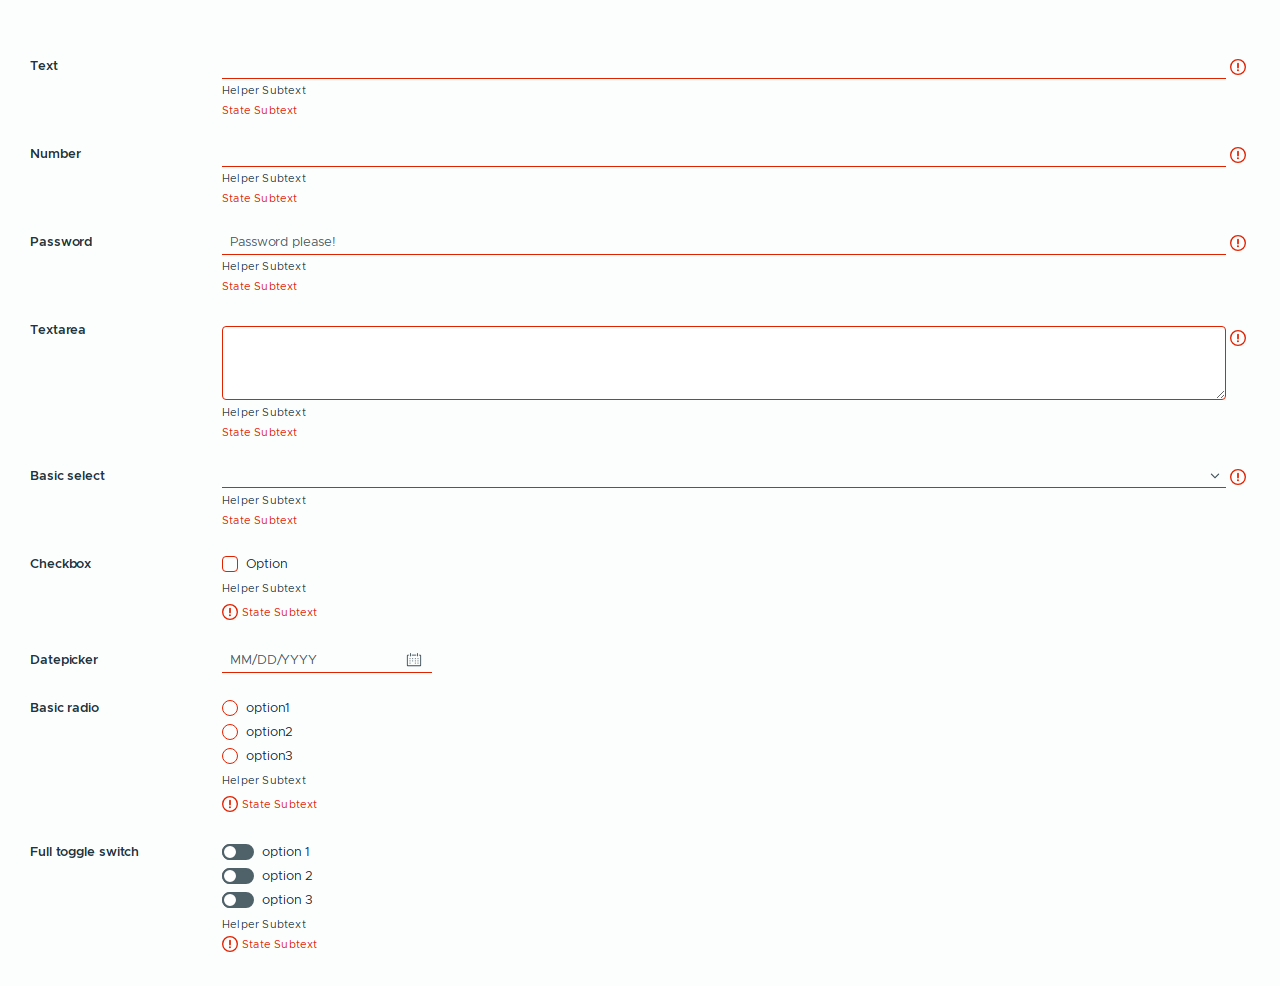 Text
Helper Subtext
State Subtext
Number
Helper Subtext
State Subtext
Password
Password please!
Helper Subtext
State Subtext
Textarea
Helper Subtext
State Subtext
Basic select
Helper Subtext
State Subtext
Checkbox
Option
Helper Subtext
State Subtext
Datepicker
MM/DD/YYYY
Basic radio
option1
option2
option3
Helper Subtext
State Subtext
Full toggle switch
option 1
option 2
option 3
Helper Subtext
State Subtext